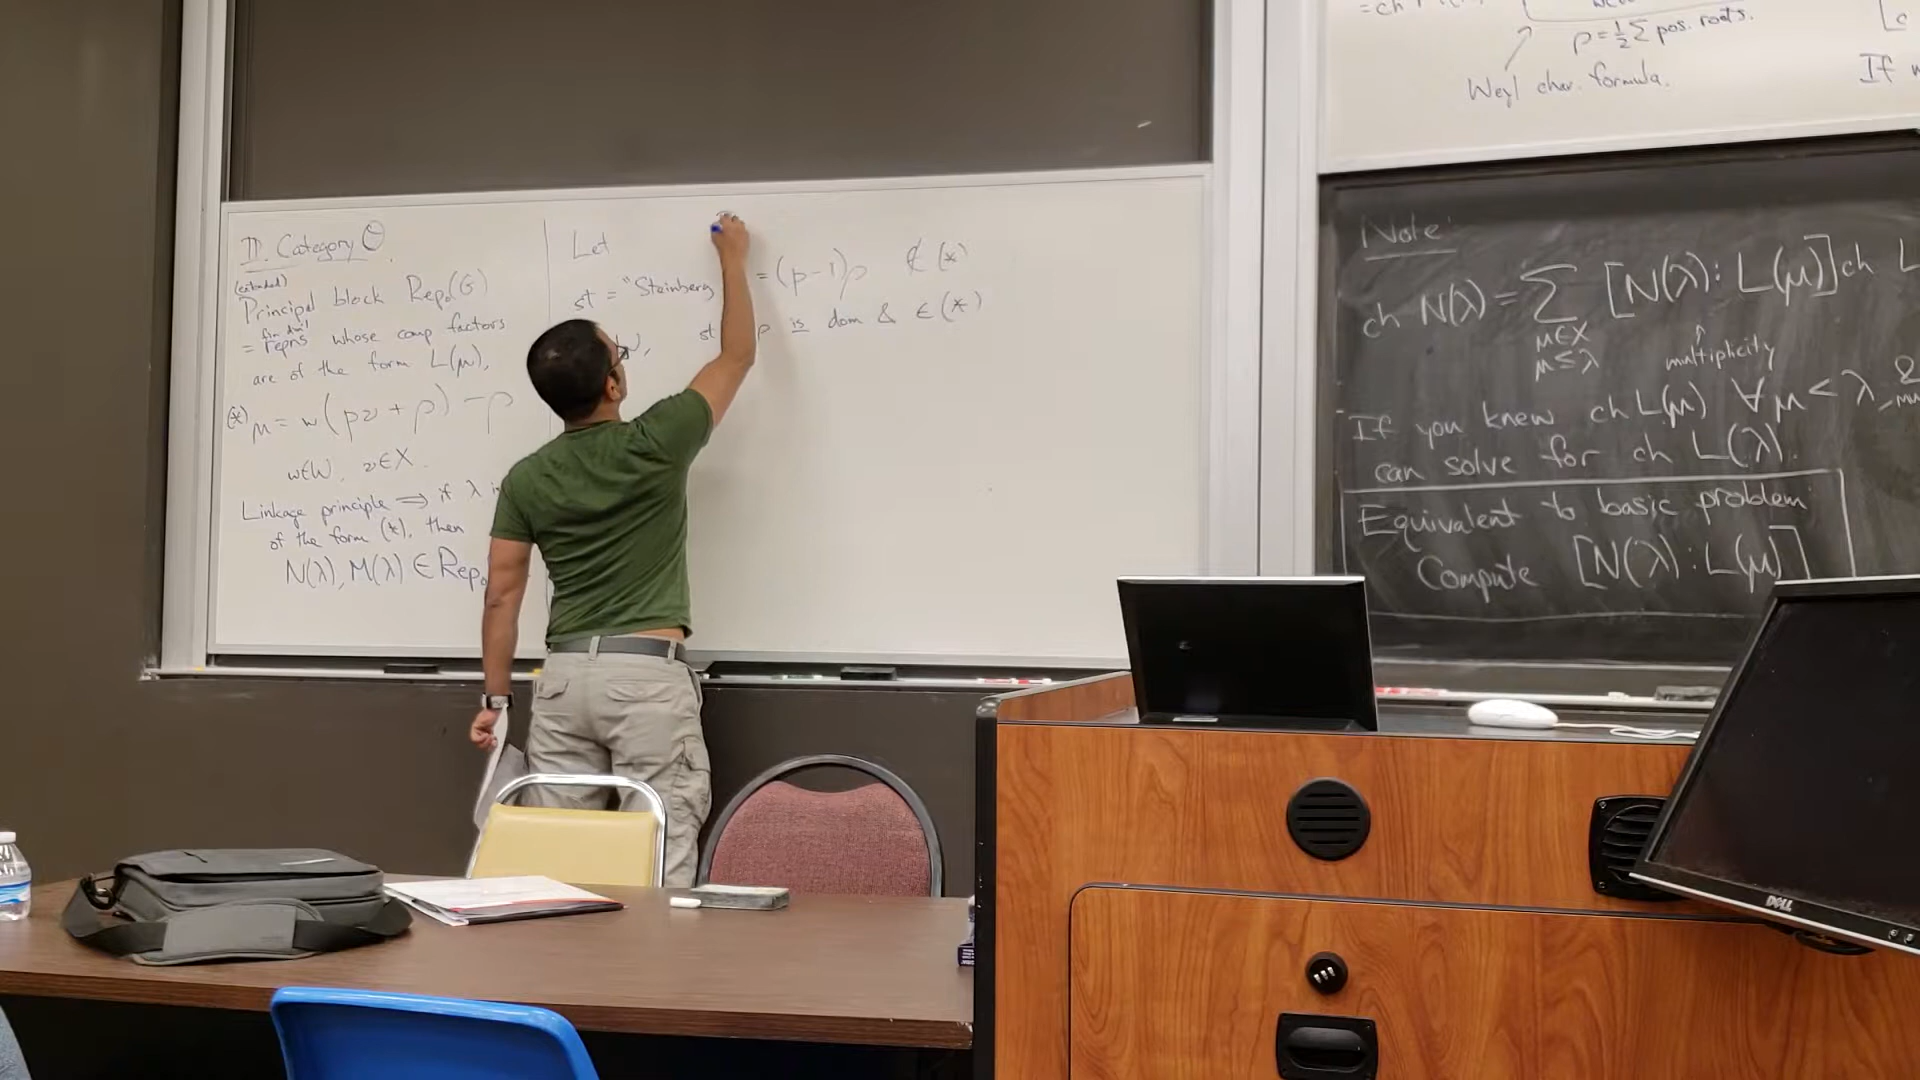 II. Category O
(extended)
Principal block Rep₀(G)
fin. dim'l
= repns whose comp factors
are of the form L(μ),
(*) μ = w(pν + ρ) - ρ
w∈W, ν∈X.
Linkage principle ⟹ if λ
of the form (*), then
N(λ), M(λ) ∈ Rep₀
Let
st = "Steinberg = (p-1)ρ ∉ (*)
W, st ρ is dom & ∈ (*)
= ch
ρ = ½ Σ pos. roots.
Weyl char. formula.
If
Note:
ch N(λ) = Σ [N(λ) : L(μ)] ch L
μ∈X
μ≤λ
multiplicity
If you knew ch L(μ) ∀μ < λ &
can solve for ch L(λ).
Equivalent to basic problem:
Compute [N(λ) : L(μ)]
DELL